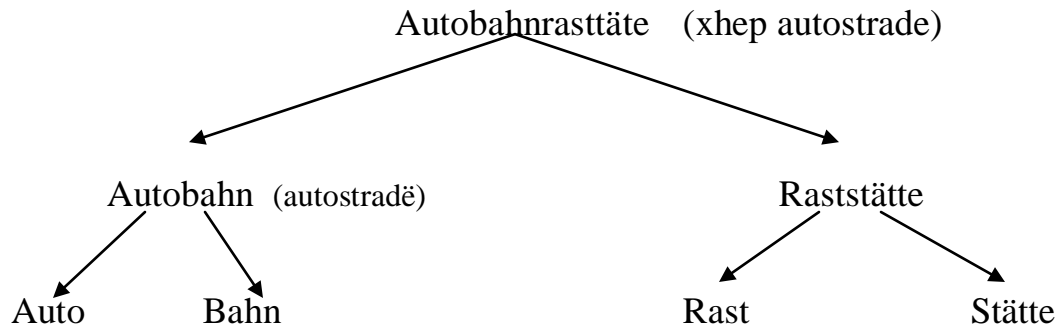 Autobahnrasttäte (xhep autostrade)
Autobahn (autostradë) Raststätte
Auto Bahn Rast Stätte